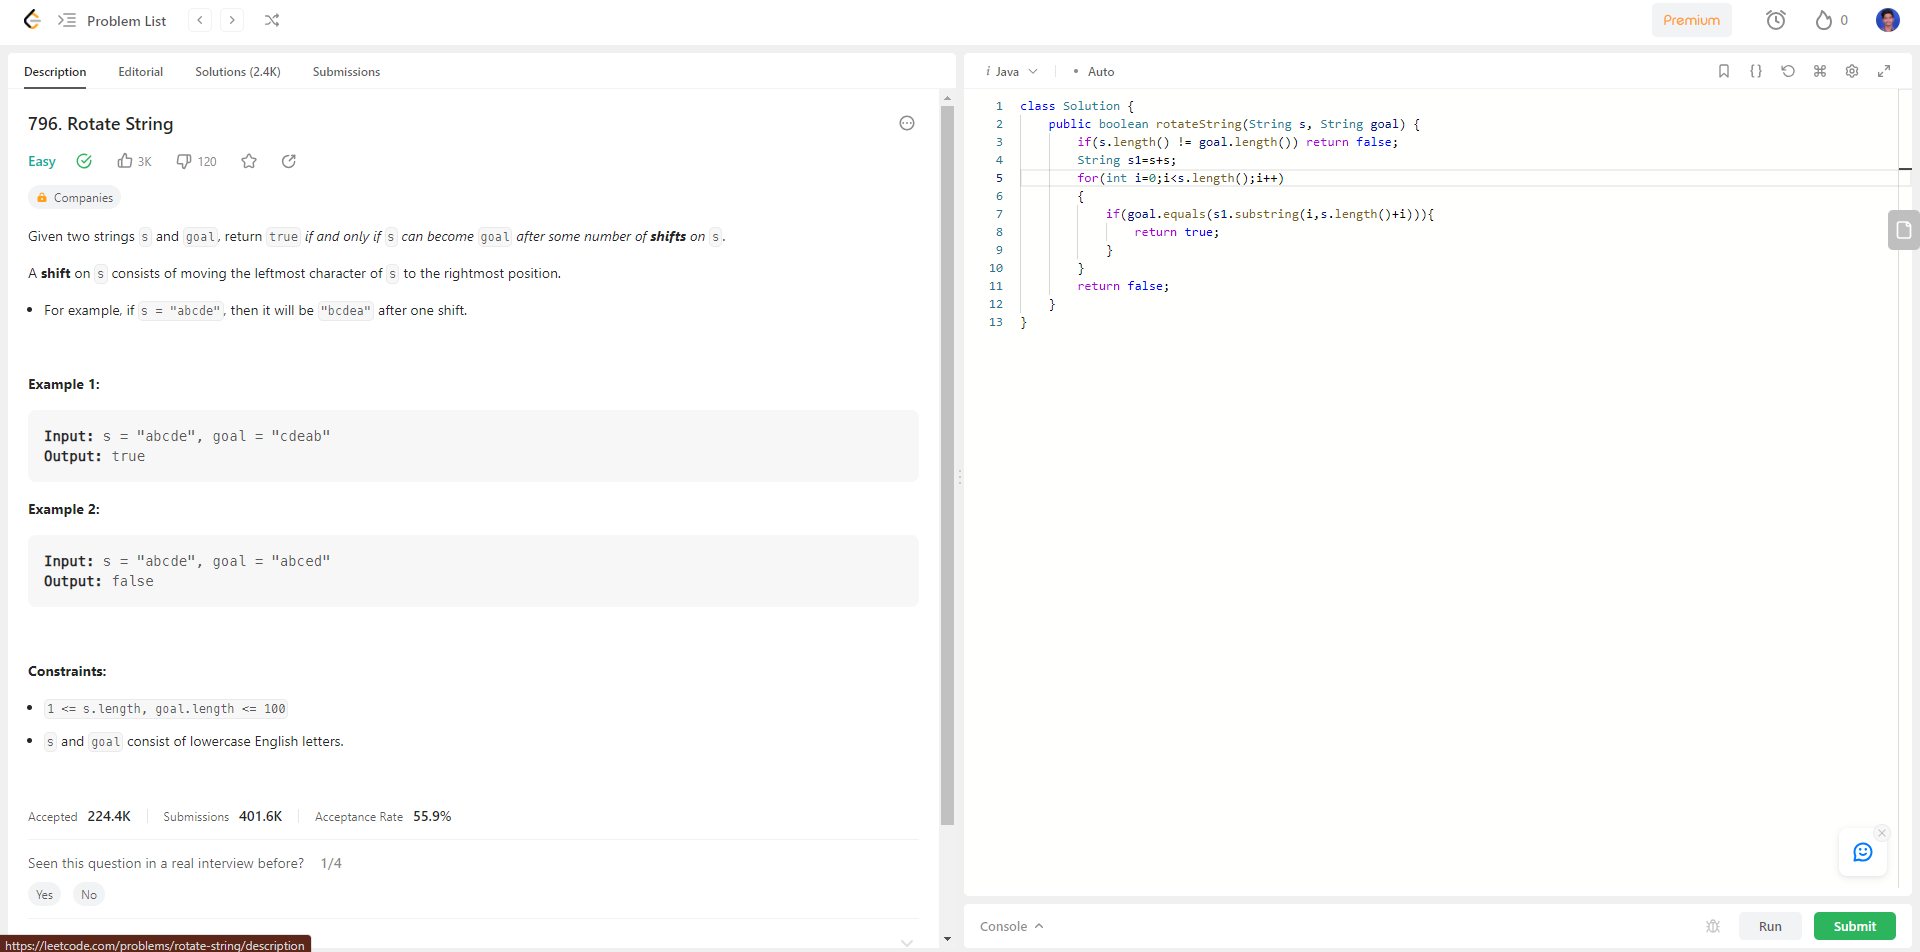 Problem List
Premium
0
Description Editorial Solutions (2.4K) Submissions
796. Rotate String
Easy 3K 120
Companies
Given two strings s and goal, return true if and only if s can become goal after some number of shifts on s.
A shift on s consists of moving the leftmost character of s to the rightmost position.
• For example, if s = "abcde", then it will be "bcdea" after one shift.
Example 1:
Input: s = "abcde", goal = "cdeab"
Output: true
Example 2:
Input: s = "abcde", goal = "abced"
Output: false
Constraints:
• 1 <= s.length, goal.length <= 100
• s and goal consist of lowercase English letters.
Accepted 224.4K Submissions 401.6K Acceptance Rate 55.9%
Seen this question in a real interview before? 1/4
Yes No
https://leetcode.com/problems/rotate-string/description
i Java • Auto
1 class Solution {
2     public boolean rotateString(String s, String goal) {
3         if(s.length() != goal.length()) return false;
4         String s1=s+s;
5         for(int i=0;i<s.length();i++)
6         {
7             if(goal.equals(s1.substring(i,s.length()+i))){
8                 return true;
9             }
10         }
11         return false;
12     }
13 }
Console Run Submit